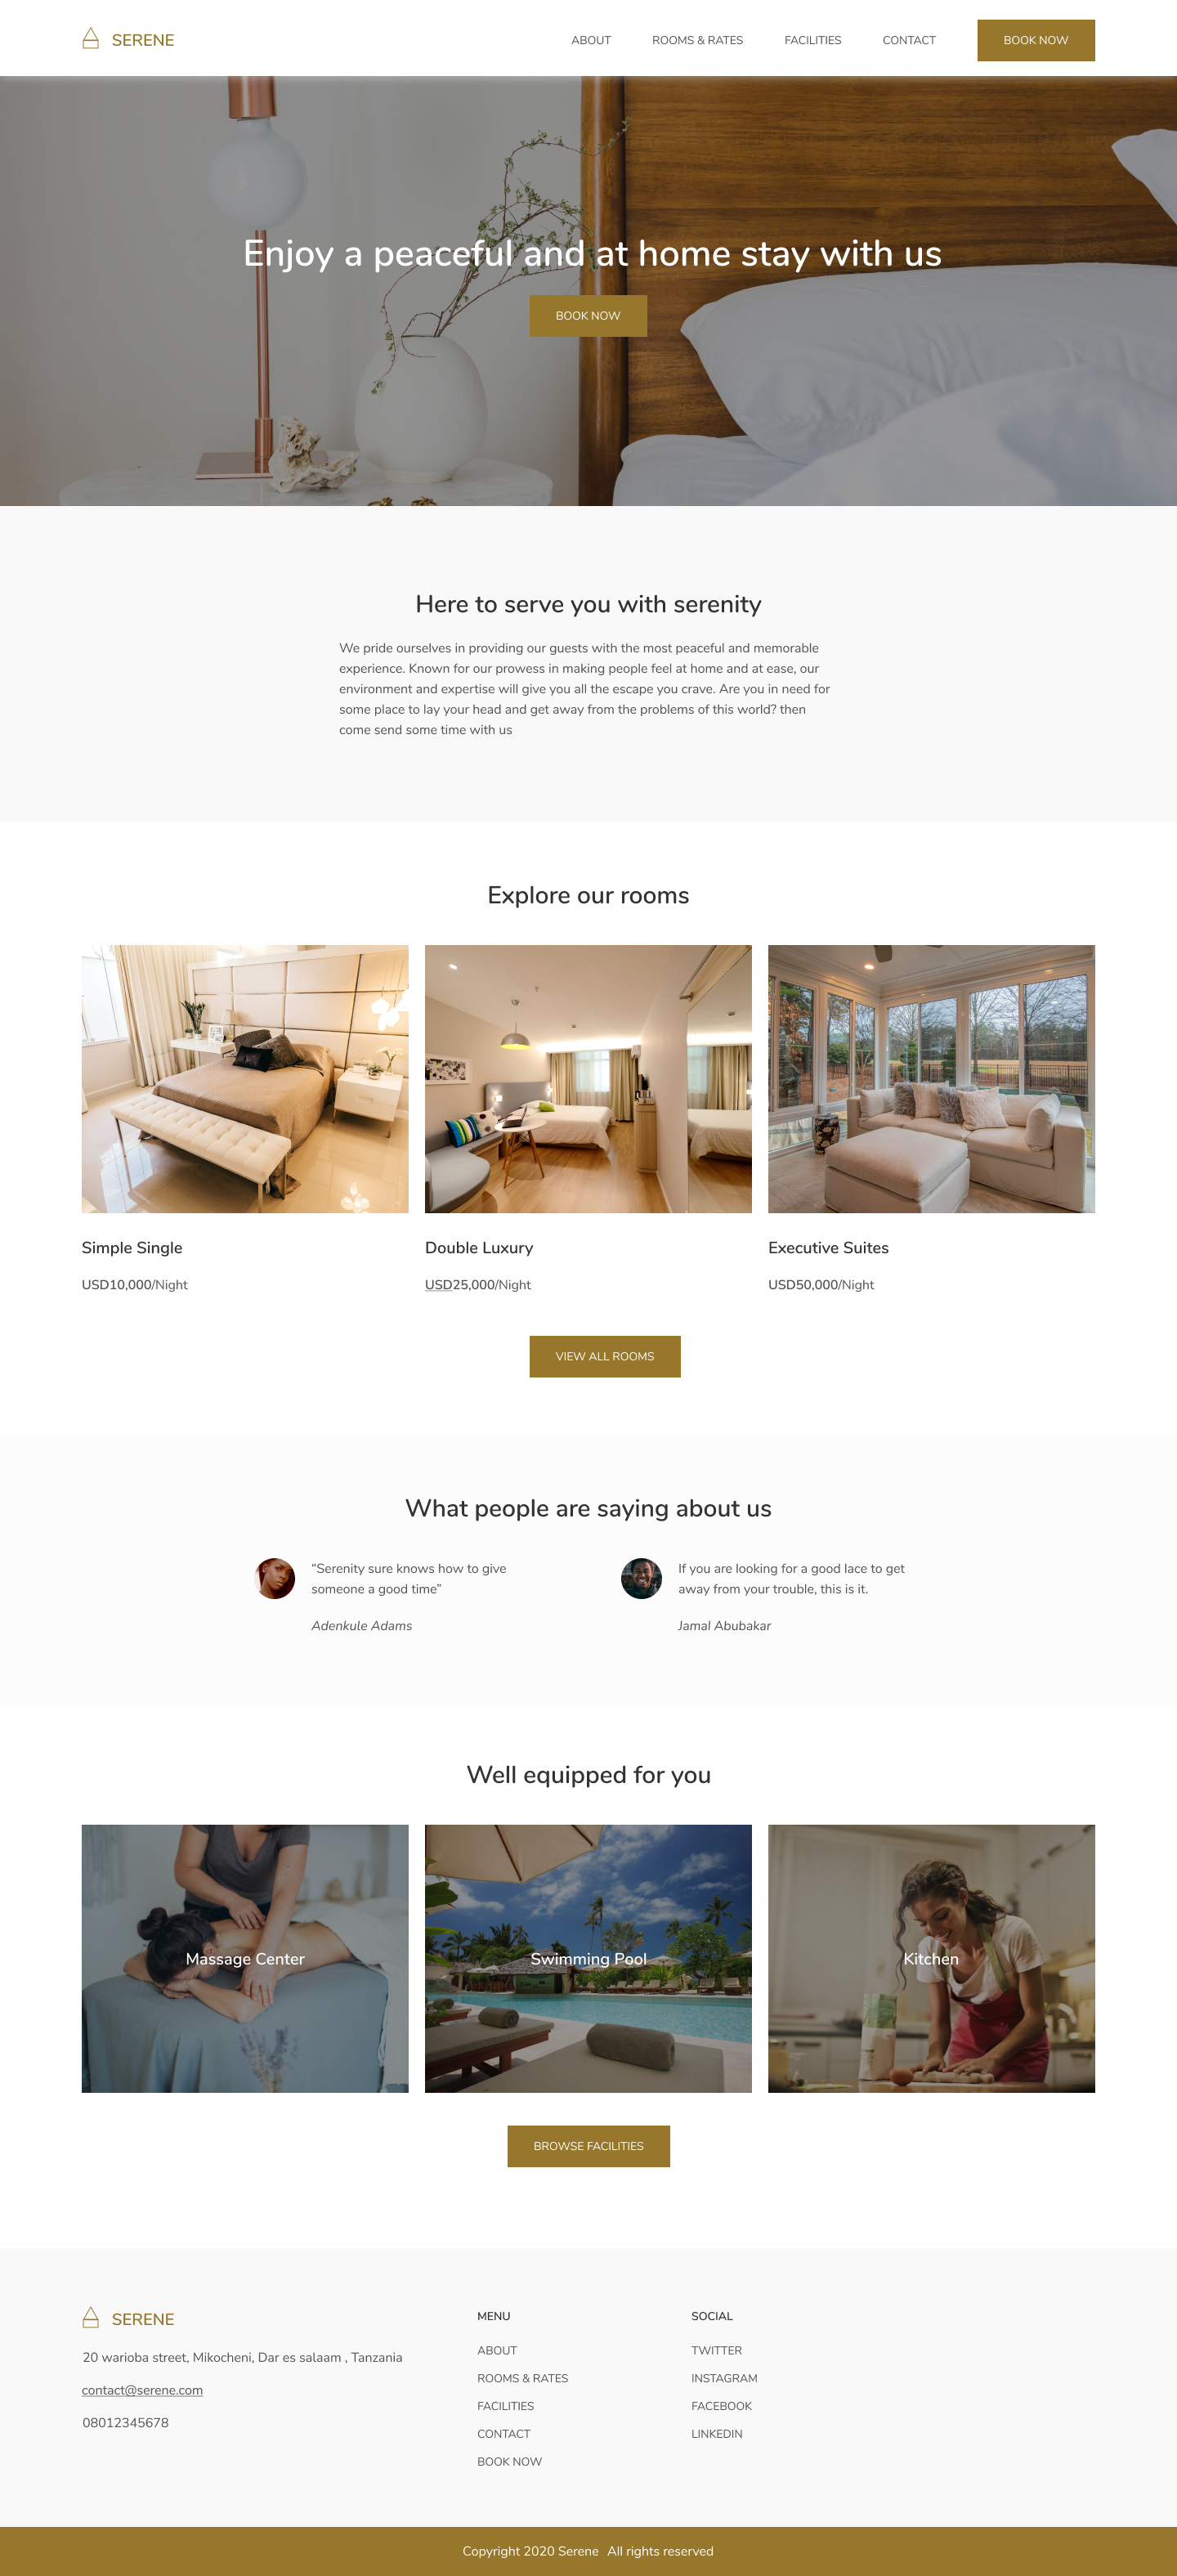 SERENE
ABOUT
ROOMS & RATES
FACILITIES
CONTACT
BOOK NOW
Enjoy a peaceful and at home stay with us
BOOK NOW
Here to serve you with serenity
We pride ourselves in providing our guests with the most peaceful and memorable
experience. Known for our prowess in making people feel at home and at ease, our
environment and expertise will give you all the escape you crave. Are you in need for
some place to lay your head and get away from the problems of this world? then
come send some time with us
Explore our rooms
Simple Single
USD10,000/Night
Double Luxury
USD25,000/Night
Executive Suites
USD50,000/Night
VIEW ALL ROOMS
What people are saying about us
“Serenity sure knows how to give
someone a good time”
Adenkule Adams
If you are looking for a good lace to get
away from your trouble, this is it.
Jamal Abubakar
Well equipped for you
Massage Center
Swimming Pool
Kitchen
BROWSE FACILITIES
SERENE
20 warioba street, Mikocheni, Dar es salaam , Tanzania
contact@serene.com
08012345678
MENU
ABOUT
ROOMS & RATES
FACILITIES
CONTACT
BOOK NOW
SOCIAL
TWITTER
INSTAGRAM
FACEBOOK
LINKEDIN
Copyright 2020 Serene All rights reserved